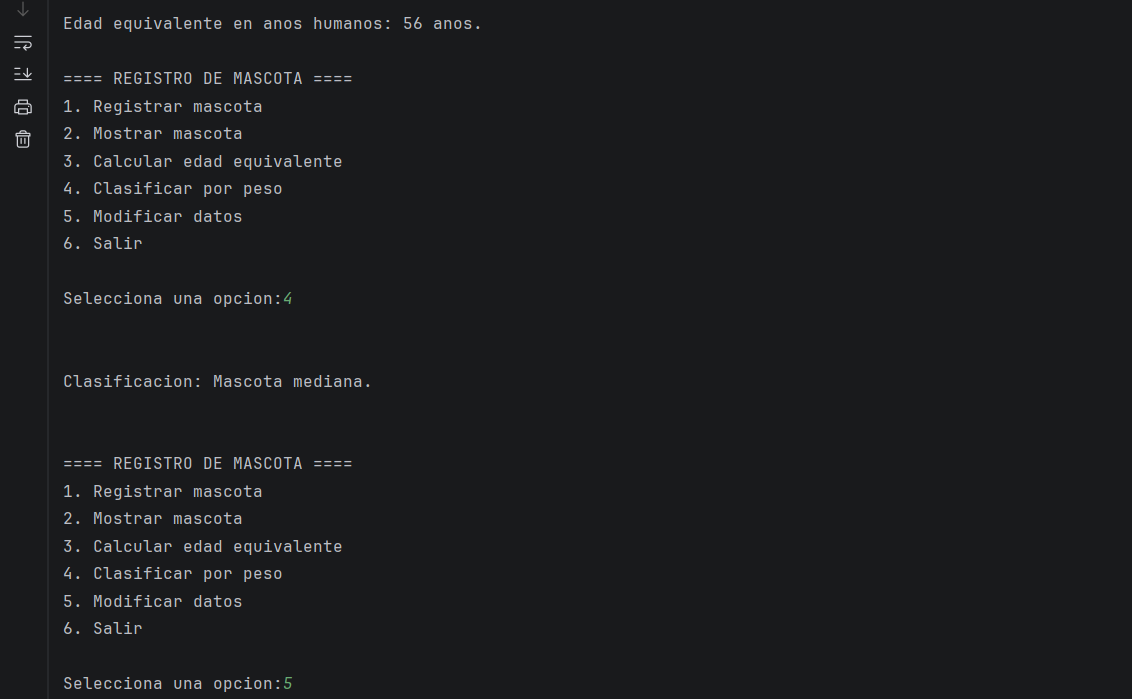 Edad equivalente en anos humanos: 56 anos.
==== REGISTRO DE MASCOTA ====
1. Registrar mascota
2. Mostrar mascota
3. Calcular edad equivalente
4. Clasificar por peso
5. Modificar datos
6. Salir
Selecciona una opcion:4
Clasificacion: Mascota mediana.
==== REGISTRO DE MASCOTA ====
1. Registrar mascota
2. Mostrar mascota
3. Calcular edad equivalente
4. Clasificar por peso
5. Modificar datos
6. Salir
Selecciona una opcion:5